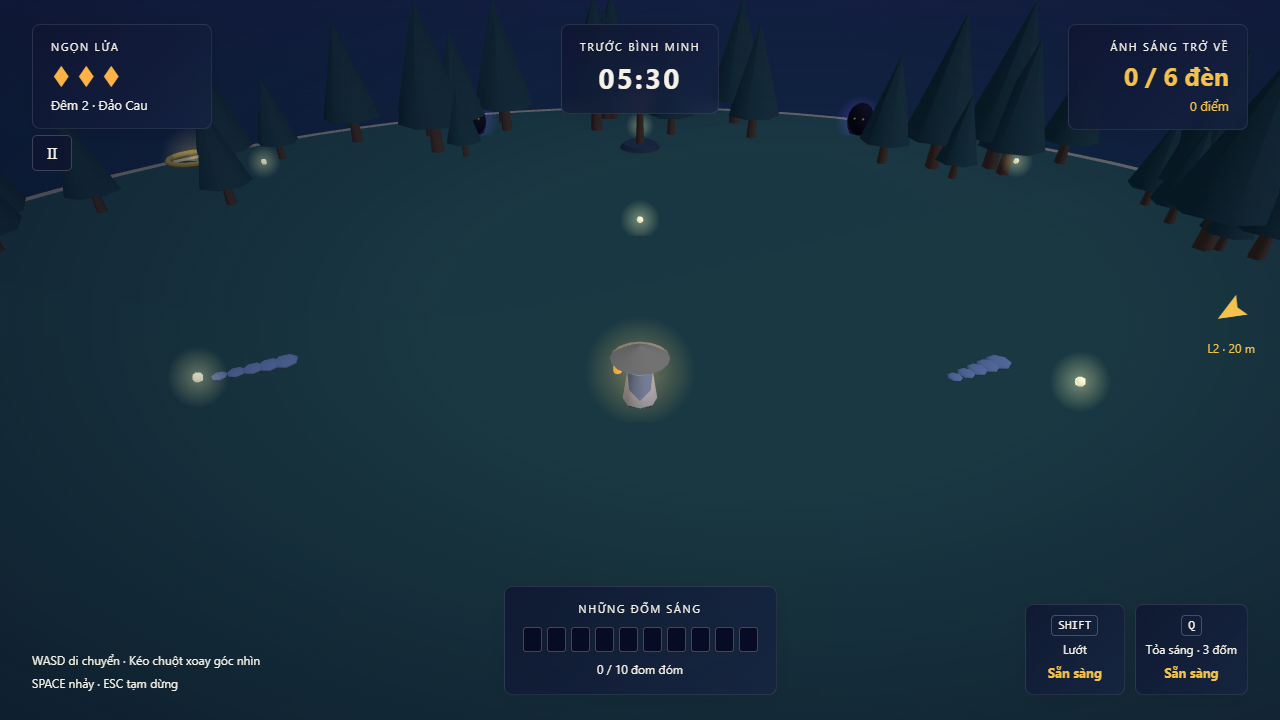 NGỌN LỬA
Đêm 2 · Đảo Cau
II
TRƯỚC BÌNH MINH
05:30
ÁNH SÁNG TRỞ VỀ
0 / 6 đèn
0 điểm
L2 · 20 m
NHỮNG ĐỐM SÁNG
0 / 10 đom đóm
WASD di chuyển · Kéo chuột xoay góc nhìn
SPACE nhảy · ESC tạm dừng
SHIFT
Lướt
Sẵn sàng
Q
Tỏa sáng · 3 đốm
Sẵn sàng